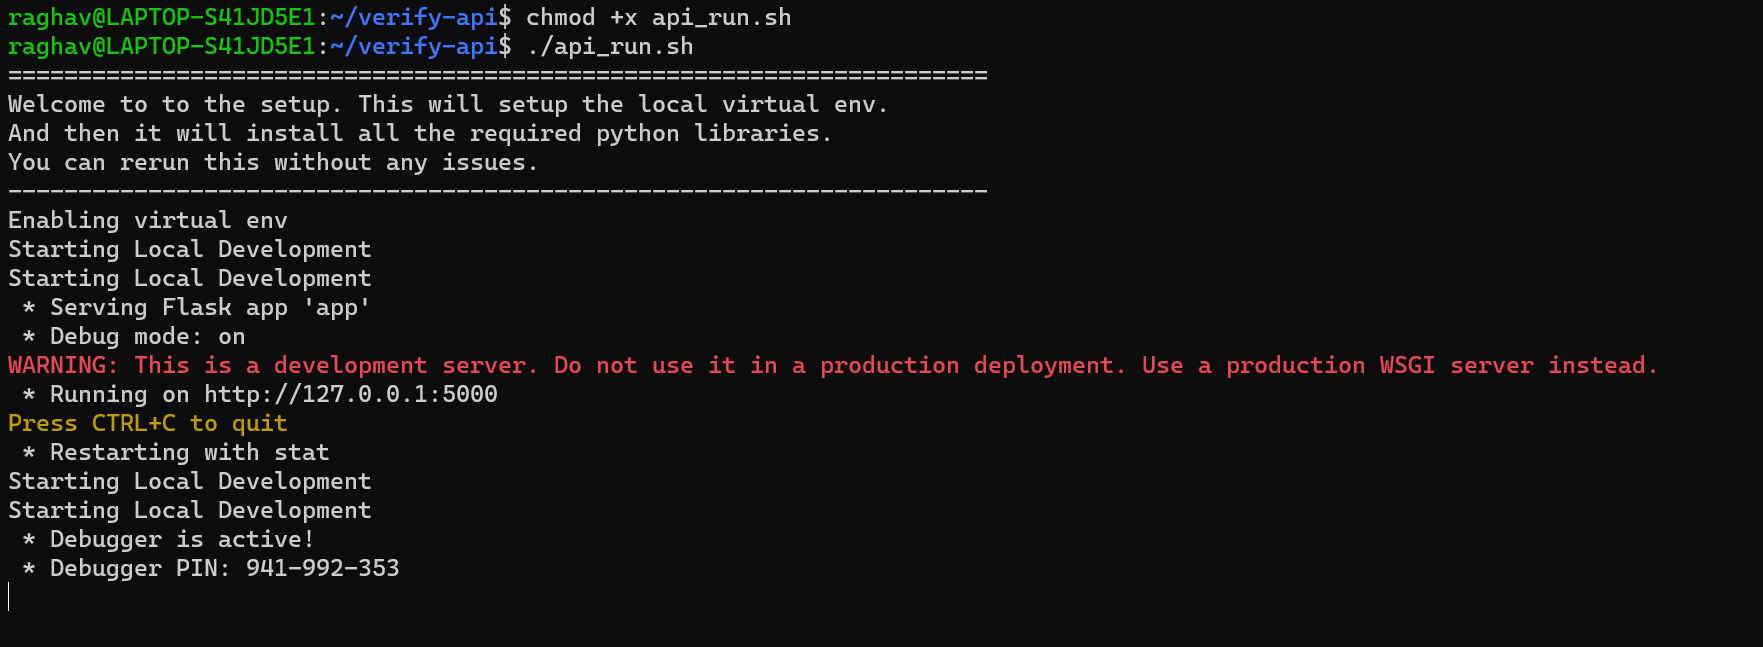 raghav@LAPTOP-S41JD5E1:~/verify-api$ chmod +x api_run.sh
raghav@LAPTOP-S41JD5E1:~/verify-api$ ./api_run.sh
======================================================================
Welcome to to the setup. This will setup the local virtual env.
And then it will install all the required python libraries.
You can rerun this without any issues.
----------------------------------------------------------------------
Enabling virtual env
Starting Local Development
Starting Local Development
 * Serving Flask app 'app'
 * Debug mode: on
WARNING: This is a development server. Do not use it in a production deployment. Use a production WSGI server instead.
 * Running on http://127.0.0.1:5000
Press CTRL+C to quit
 * Restarting with stat
Starting Local Development
Starting Local Development
 * Debugger is active!
 * Debugger PIN: 941-992-353